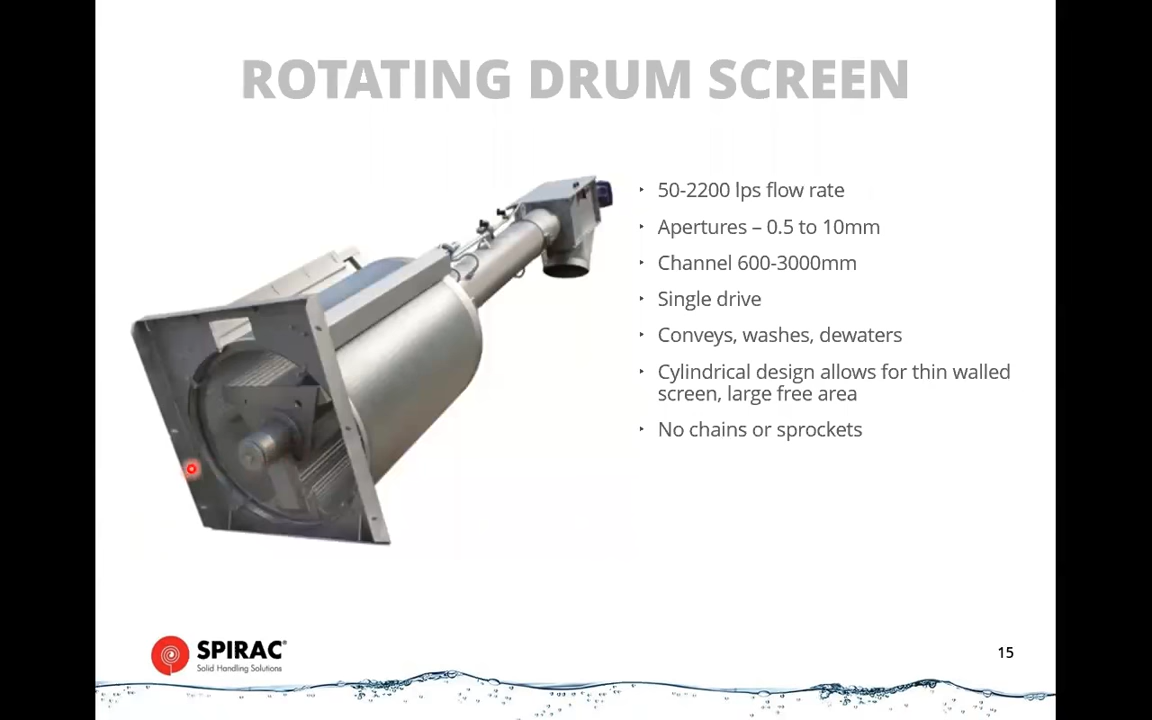 ROTATING DRUM SCREEN
‣ 50-2200 lps flow rate
‣ Apertures – 0.5 to 10mm
‣ Channel 600-3000mm
‣ Single drive
‣ Conveys, washes, dewaters
‣ Cylindrical design allows for thin walled
screen, large free area
‣ No chains or sprockets
SPIRAC®
Solid Handling Solutions
15